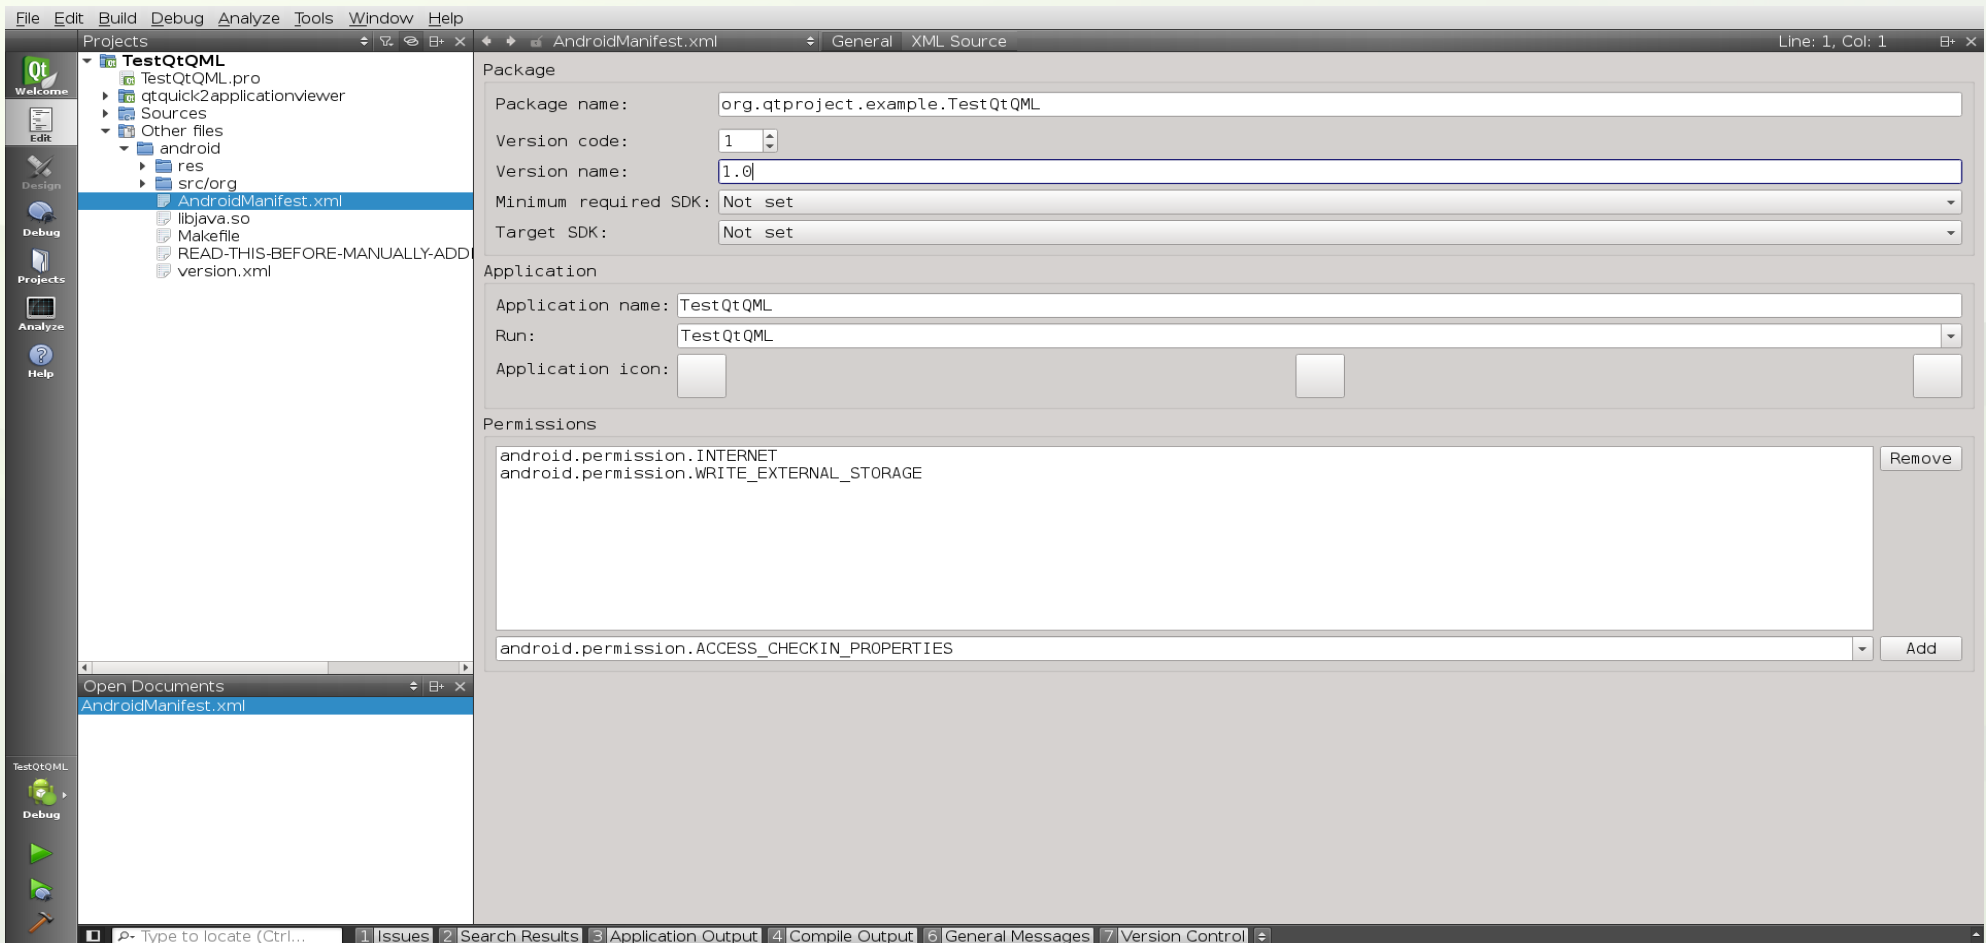 File Edit Build Debug Analyze Tools Window Help
Projects
AndroidManifest.xml
General XML Source
Line: 1, Col: 1
Welcome
Edit
Design
Debug
Projects
Analyze
Help
TestQtQML
TestQtQML.pro
qtquick2applicationviewer
Sources
Other files
android
res
src/org
AndroidManifest.xml
libjava.so
Makefile
READ-THIS-BEFORE-MANUALLY-ADD
version.xml
Open Documents
AndroidManifest.xml
TestQtQML
Debug
Package
Package name: org.qtproject.example.TestQtQML
Version code: 1
Version name: 1.0
Minimum required SDK: Not set
Target SDK: Not set
Application
Application name: TestQtQML
Run: TestQtQML
Application icon:
Permissions
android.permission.INTERNET
android.permission.WRITE_EXTERNAL_STORAGE
Remove
android.permission.ACCESS_CHECKIN_PROPERTIES
Add
Type to locate (Ctrl...
1 Issues 2 Search Results 3 Application Output 4 Compile Output 6 General Messages 7 Version Control